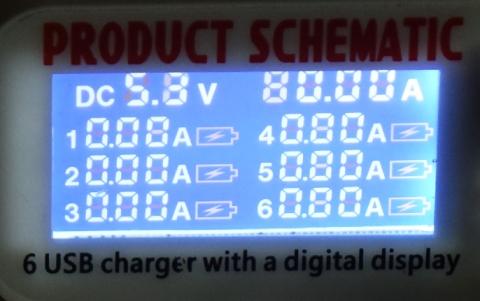 PRODUCT SCHEMATIC
DC 5.8 V 80.00 A
1 0.08 A 4 0.80 A
2 0.00 A 5 0.80 A
3 0.00 A 6 0.80 A
6 USB charger with a digital display